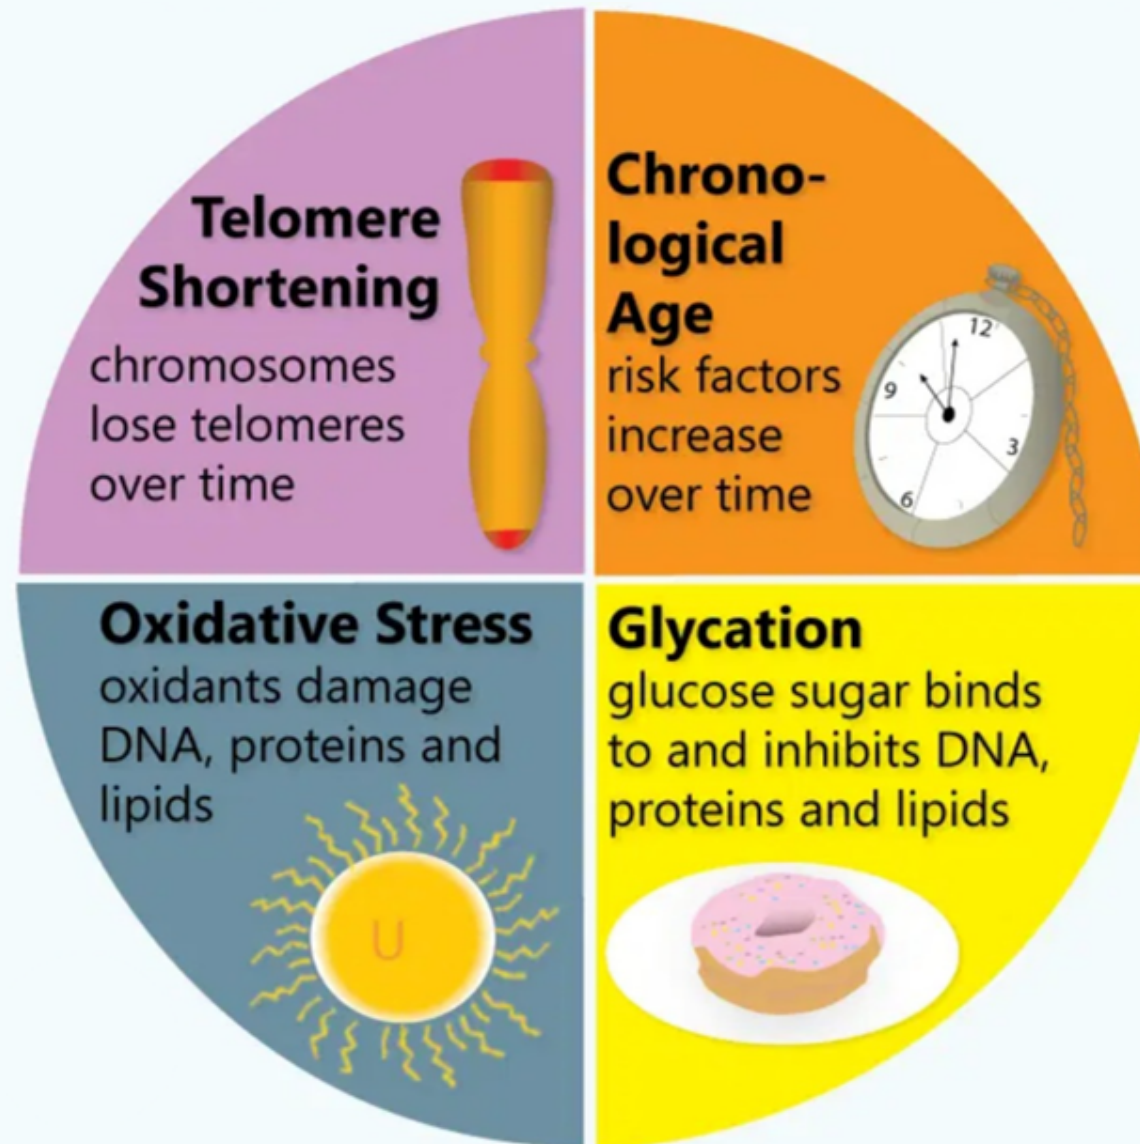 Telomere
Shortening
chromosomes
lose telomeres
over time
Chrono-
logical
Age
risk factors
increase
over time
12
9
3
6
Oxidative Stress
oxidants damage
DNA, proteins and
lipids
U
Glycation
glucose sugar binds
to and inhibits DNA,
proteins and lipids